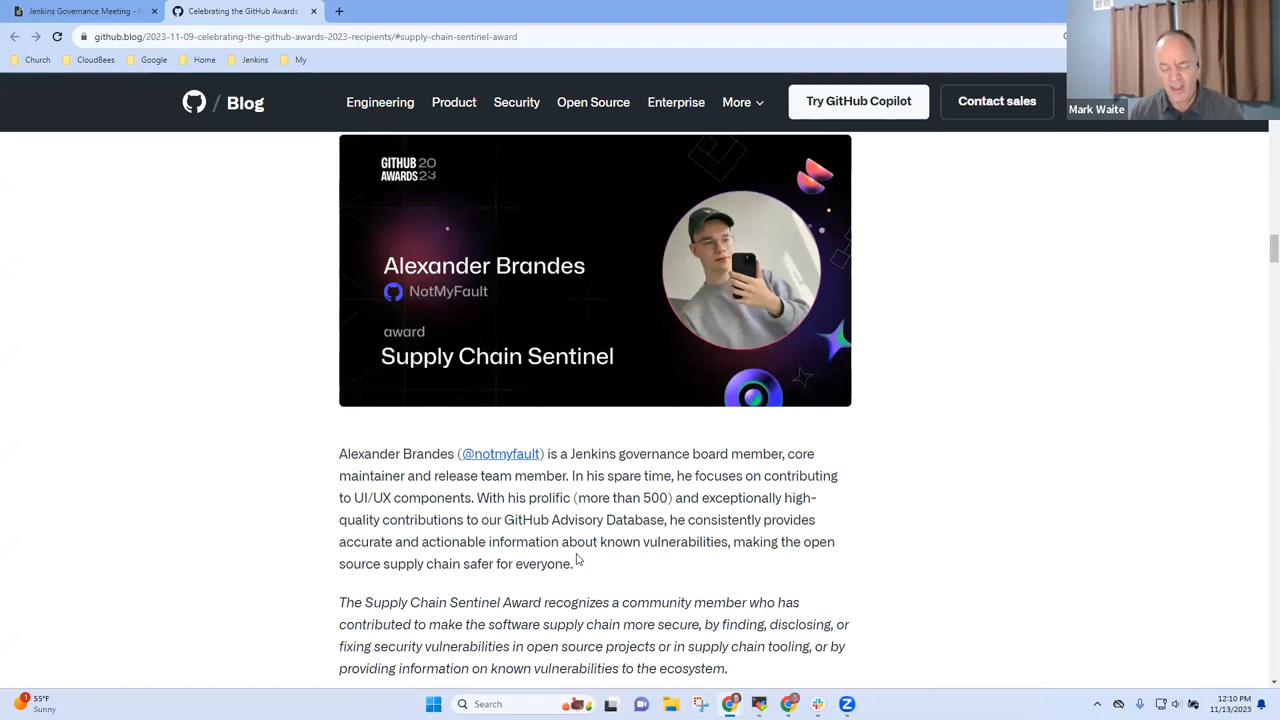 Jenkins Governance Meeting -
Celebrating the GitHub Awards
github.blog/2023-11-09-celebrating-the-github-awards-2023-recipients/#supply-chain-sentinel-award
Church CloudBees Google Home Jenkins My
Mark Waite
/ Blog Engineering Product Security Open Source Enterprise More Try GitHub Copilot Contact sales
GITHUB 20
AWARDS 23
Alexander Brandes
NotMyFault
award
Supply Chain Sentinel
Alexander Brandes (@notmyfault) is a Jenkins governance board member, core
maintainer and release team member. In his spare time, he focuses on contributing
to UI/UX components. With his prolific (more than 500) and exceptionally high-
quality contributions to our GitHub Advisory Database, he consistently provides
accurate and actionable information about known vulnerabilities, making the open
source supply chain safer for everyone.
The Supply Chain Sentinel Award recognizes a community member who has
contributed to make the software supply chain more secure, by finding, disclosing, or
fixing security vulnerabilities in open source projects or in supply chain tooling, or by
providing information on known vulnerabilities to the ecosystem.
1
55°F
Sunny
Search
12:10 PM
11/13/2023